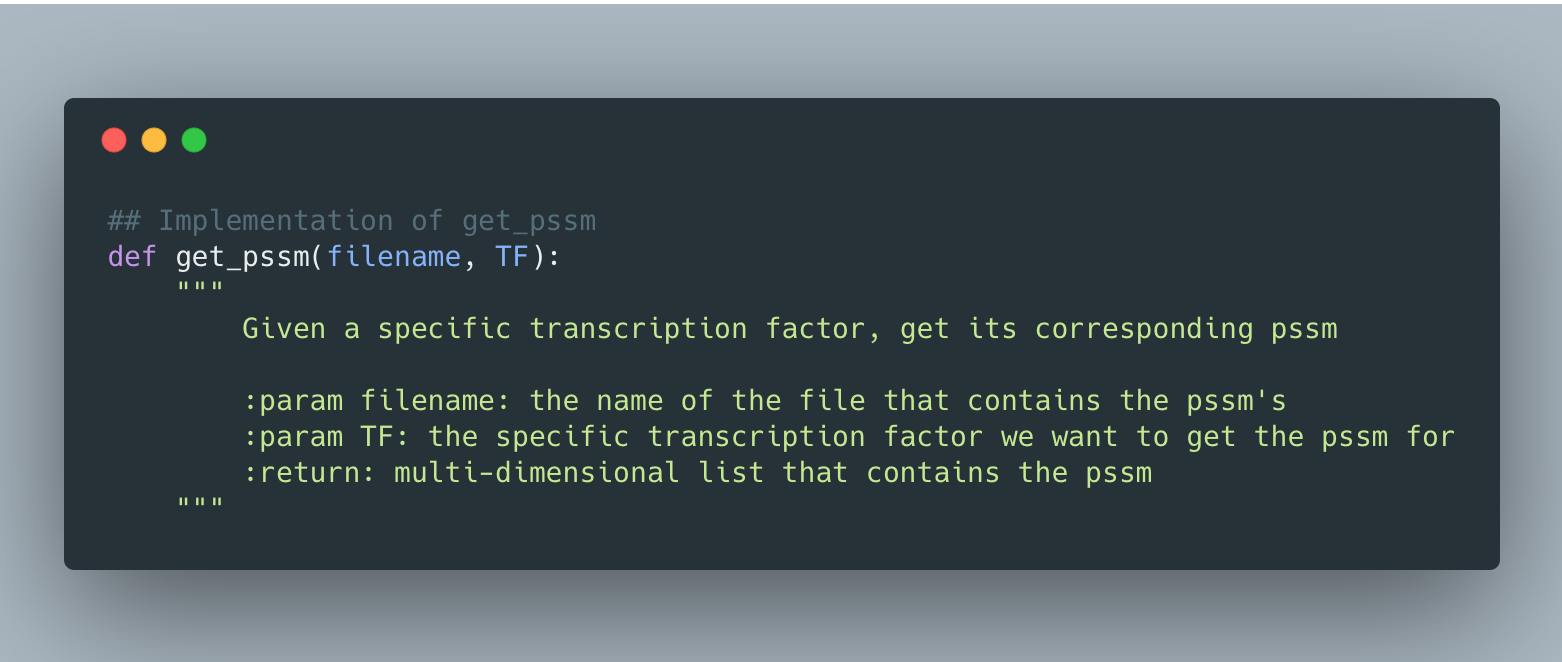 ## Implementation of get_pssm
def get_pssm(filename, TF):
    """
        Given a specific transcription factor, get its corresponding pssm

        :param filename: the name of the file that contains the pssm's
        :param TF: the specific transcription factor we want to get the pssm for
        :return: multi-dimensional list that contains the pssm
    """